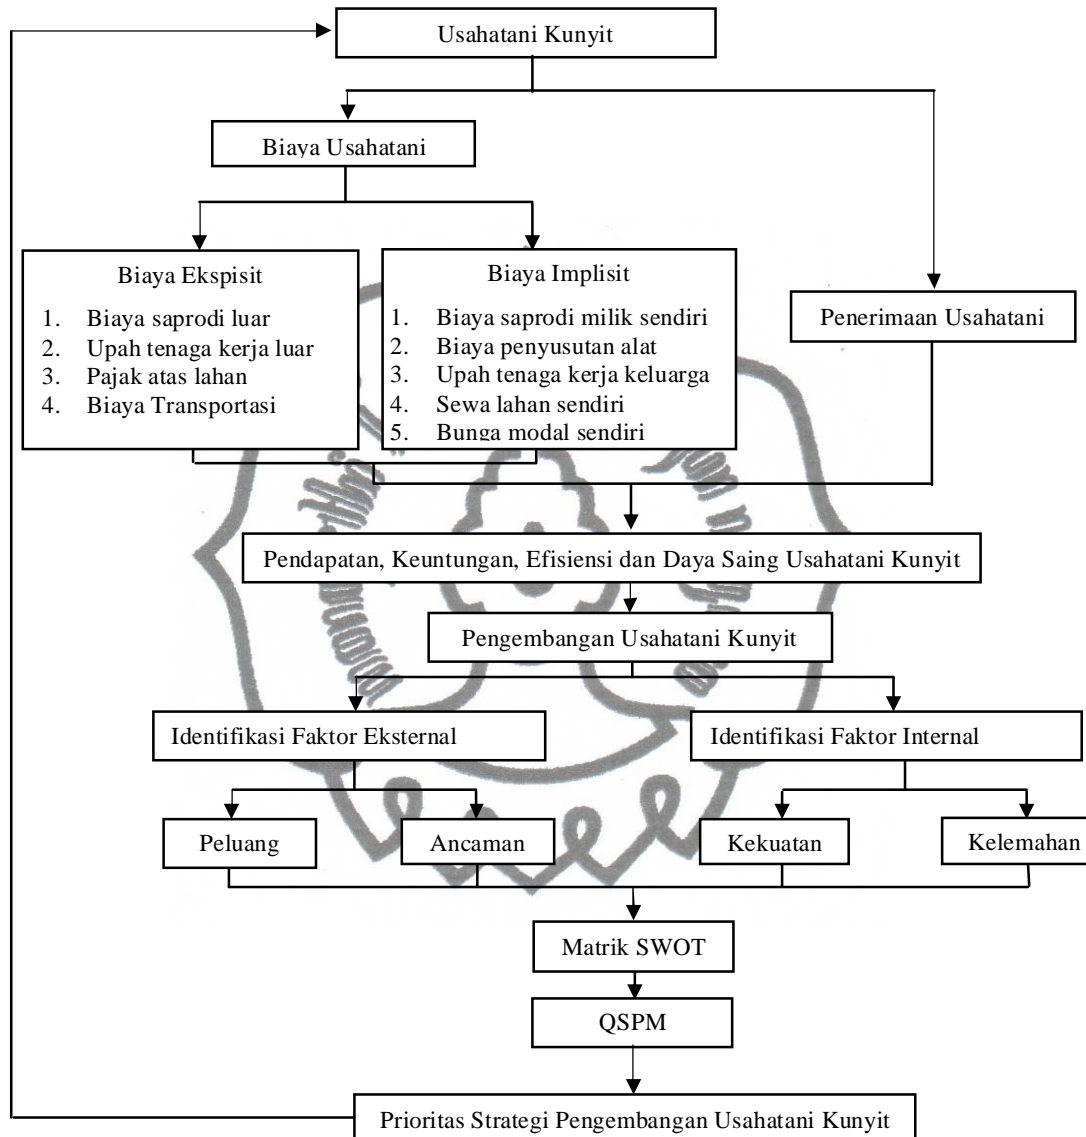 Usahatani Kunyit
Biaya Usahatani
Biaya Ekspisit
1. Biaya saprodi luar
2. Upah tenaga kerja luar
3. Pajak atas lahan
4. Biaya Transportasi
Biaya Implisit
1. Biaya saprodi milik sendiri
2. Biaya penyusutan alat
3. Upah tenaga kerja keluarga
4. Sewa lahan sendiri
5. Bunga modal sendiri
Penerimaan Usahatani
Pendapatan, Keuntungan, Efisiensi dan Daya Saing Usahatani Kunyit
Pengembangan Usahatani Kunyit
Identifikasi Faktor Eksternal
Identifikasi Faktor Internal
Peluang
Ancaman
Kekuatan
Kelemahan
Matrik SWOT
QSPM
Prioritas Strategi Pengembangan Usahatani Kunyit